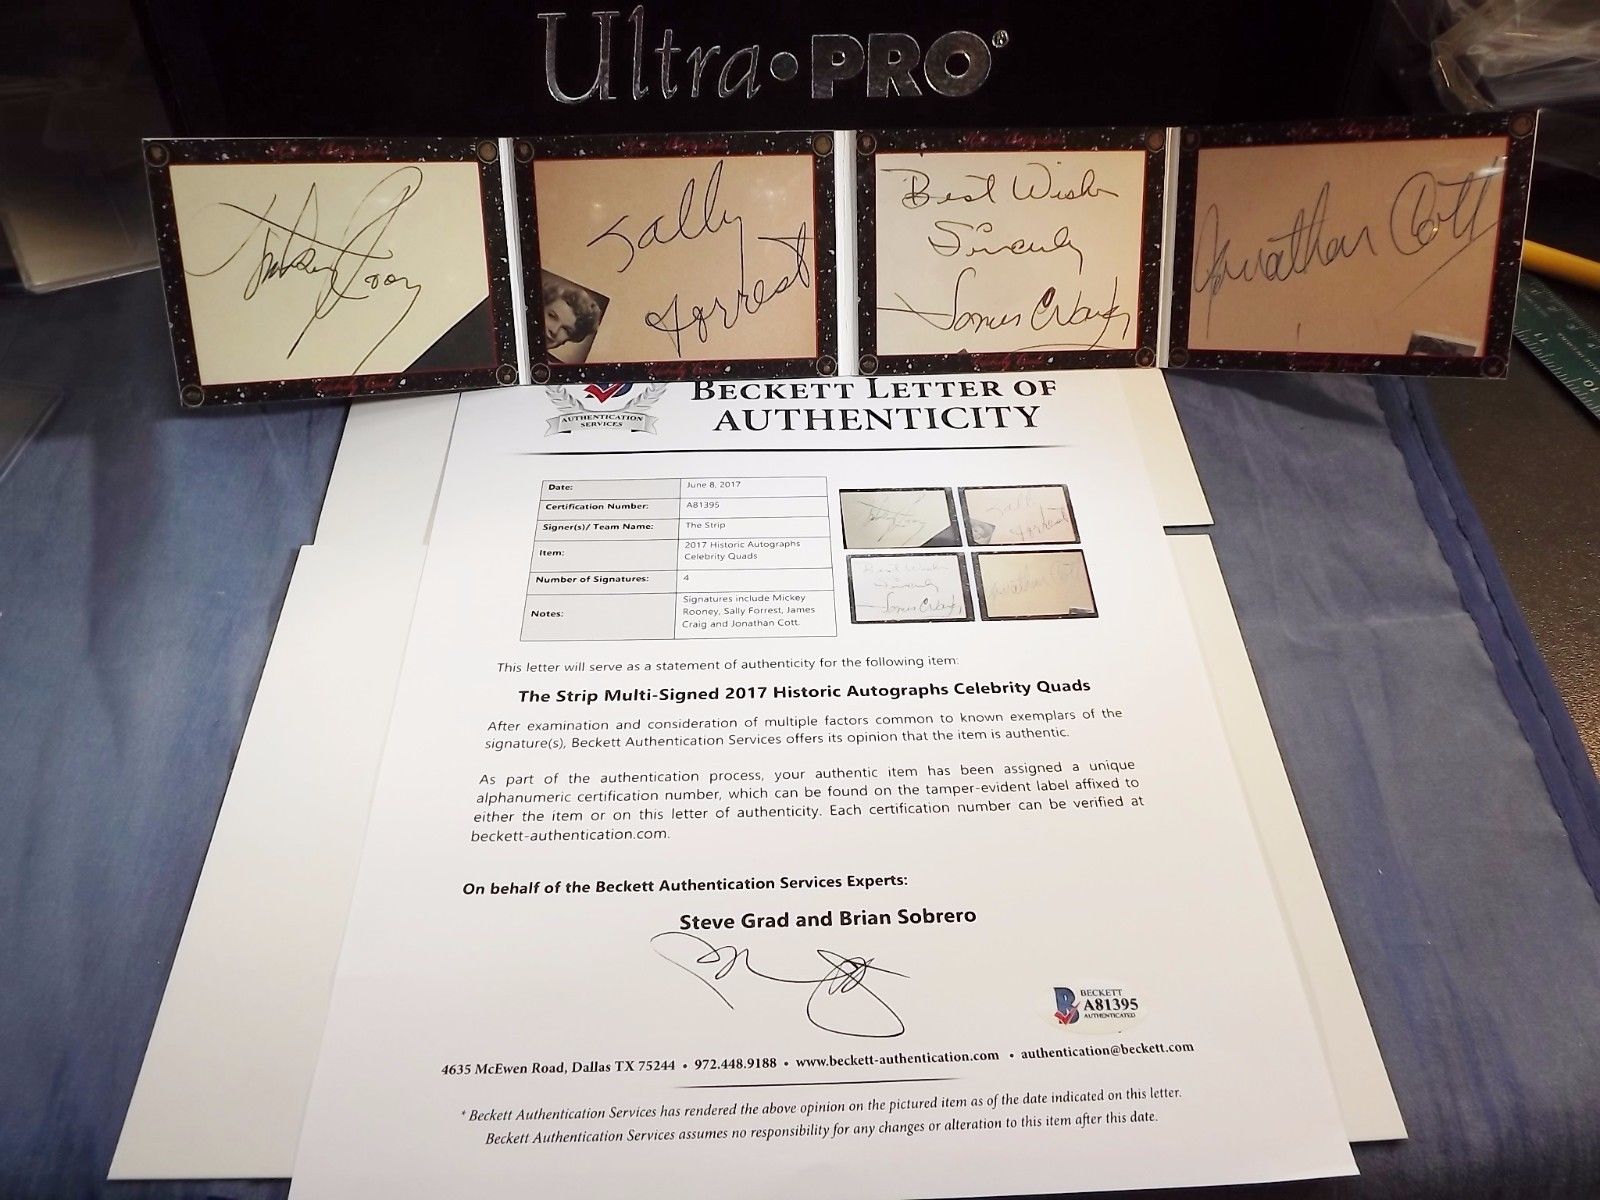 Ultra•PRO®
Mickey Rooney
Sally
Forrest
Best Wishes
Sincerely
James Craig
Jonathan Cott
AUTHENTICATION
SERVICES
BECKETT LETTER OF
AUTHENTICITY
Date: June 8, 2017
Certification Number: A81395
Signer(s)/ Team Name: The Strip
Item: 2017 Historic Autographs
Celebrity Quads
Number of Signatures: 4
Notes: Signatures include Mickey
Rooney, Sally Forrest, James
Craig and Jonathan Cott.
This letter will serve as a statement of authenticity for the following item:
The Strip Multi-Signed 2017 Historic Autographs Celebrity Quads
After examination and consideration of multiple factors common to known exemplars of the
signature(s), Beckett Authentication Services offers its opinion that the item is authentic.
As part of the authentication process, your authentic item has been assigned a unique
alphanumeric certification number, which can be found on the tamper-evident label affixed to
either the item or on this letter of authenticity. Each certification number can be verified at
beckett-authentication.com.
On behalf of the Beckett Authentication Services Experts:
Steve Grad and Brian Sobrero
BECKETT
A81395
AUTHENTICATED
4635 McEwen Road, Dallas TX 75244 • 972.448.9188 • www.beckett-authentication.com • authentication@beckett.com
* Beckett Authentication Services has rendered the above opinion on the pictured item as of the date indicated on this letter.
Beckett Authentication Services assumes no responsibility for any changes or alteration to this item after this date.